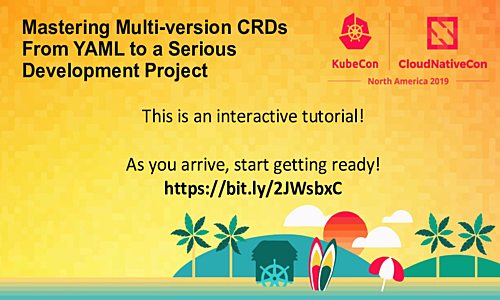 Mastering Multi-version CRDs
From YAML to a Serious
Development Project
KubeCon
CloudNativeCon
North America 2019
This is an interactive tutorial!
As you arrive, start getting ready!
https://bit.ly/2JWsbxC